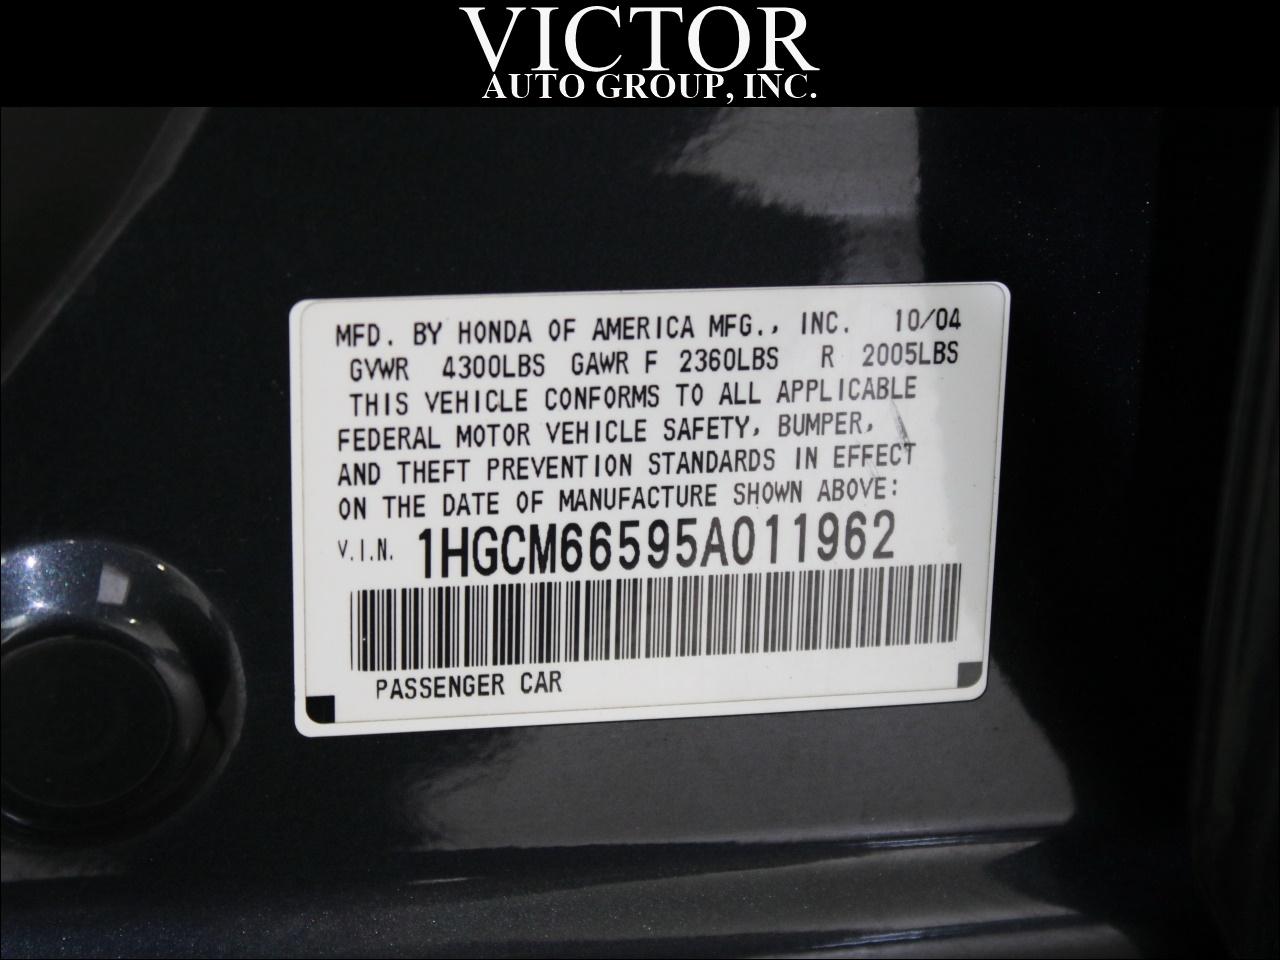 VICTOR
AUTO GROUP, INC.
MFD. BY HONDA OF AMERICA MFG., INC. 10/04
GVWR 4300LBS GAWR F 2360LBS R 2005LBS
THIS VEHICLE CONFORMS TO ALL APPLICABLE
FEDERAL MOTOR VEHICLE SAFETY, BUMPER,
AND THEFT PREVENTION STANDARDS IN EFFECT
ON THE DATE OF MANUFACTURE SHOWN ABOVE:
V.I.N. 1HGCM66595A011962
PASSENGER CAR